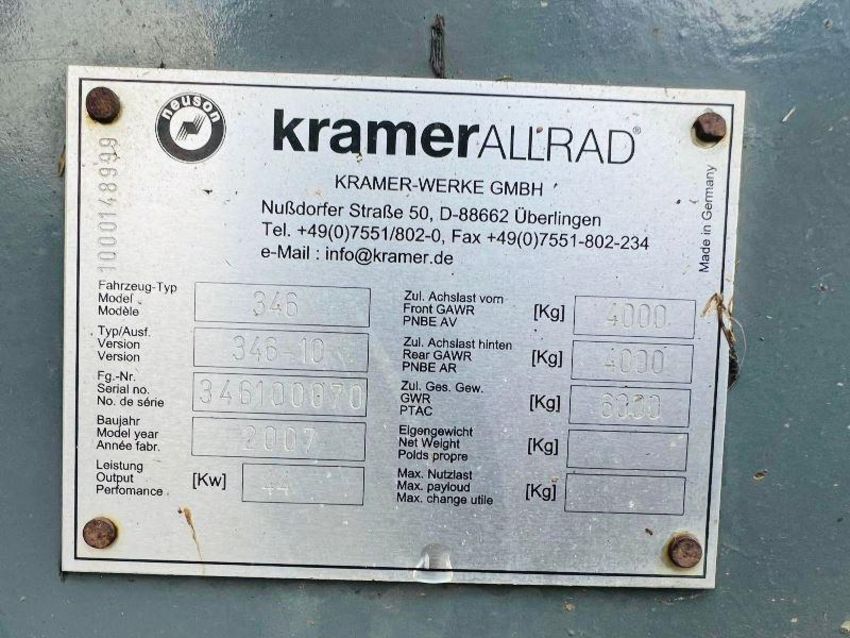 neuson
kramerALLRAD®
KRAMER-WERKE GMBH
Nußdorfer Straße 50, D-88662 Überlingen
Tel. +49(0)7551/802-0, Fax +49(0)7551-802-234
e-Mail : info@kramer.de
Made in Germany
1000148999
Fahrzeug-Typ
Model
Modèle
346
Typ/Ausf.
Version
Version
346-10
Fg.-Nr.
Serial no.
No. de série
346100070
Baujahr
Model year
Année fabr.
2007
Leistung
Output
Perfomance
[Kw]
44
Zul. Achslast vorn
Front GAWR
PNBE AV
[Kg]
4000
Zul. Achslast hinten
Rear GAWR
PNBE AR
[Kg]
4000
Zul. Ges. Gew.
GWR
PTAC
[Kg]
6000
Eigengewicht
Net Weight
Polds propre
[Kg]
Max. Nutzlast
Max. payloud
Max. change utile
[Kg]